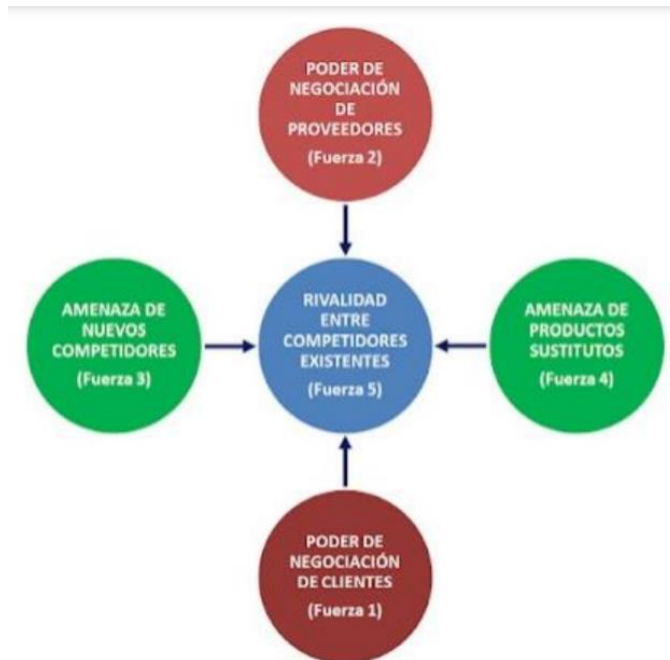 PODER DE
NEGOCIACIÓN
DE
PROVEEDORES
(Fuerza 2)
AMENAZA DE
NUEVOS
COMPETIDORES
(Fuerza 3)
RIVALIDAD
ENTRE
COMPETIDORES
EXISTENTES
(Fuerza 5)
AMENAZA DE
PRODUCTOS
SUSTITUTOS
(Fuerza 4)
PODER DE
NEGOCIACIÓN
DE CLIENTES
(Fuerza 1)